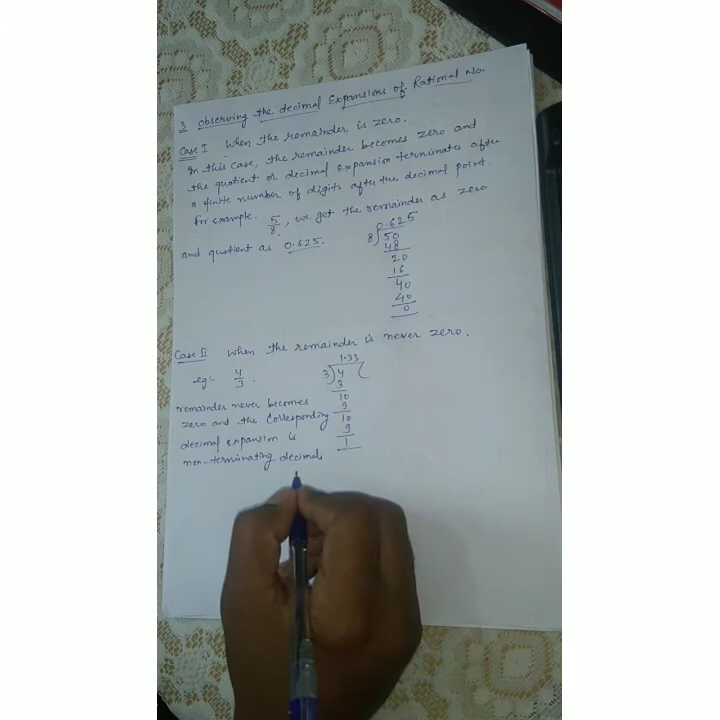 3 Observing the decimal Expansions of Rational No.
Case I When the remainder is zero.
In this case, the remainder becomes zero and
the quotient or decimal expansion terminates after
a finite number of digits after the decimal point.
for example. 5/8, we get the remainder as zero
and quotient as 0.625.
0.625
8)50
48
20
16
40
40
0
Case II When the remainder is never zero.
eg:- 4/3.
1.33
3)4(
3
10
9
10
9
1
remainder never becomes
zero and the corresponding
decimal expansion is
non-terminating decimals